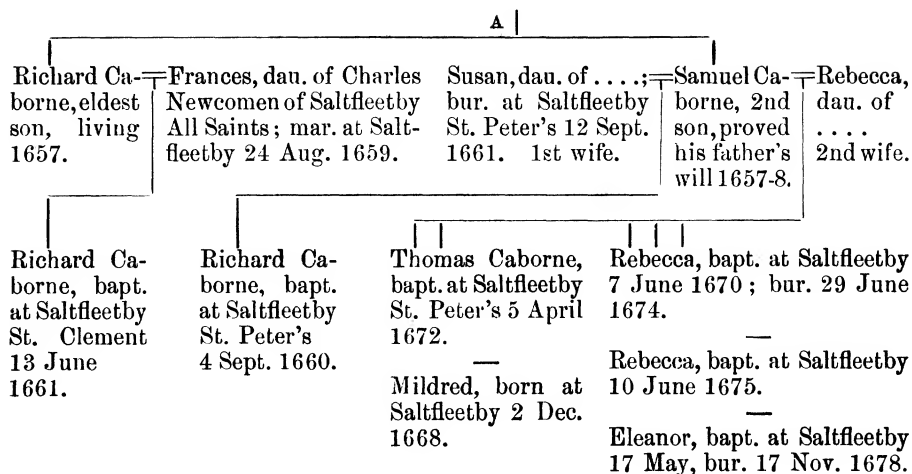 A
Richard Ca-
borne, eldest
son, living
1657.
Frances, dau. of Charles
Newcomen of Saltfleetby
All Saints; mar. at Salt-
fleetby 24 Aug. 1659.
Susan, dau. of . . . .;
bur. at Saltfleetby
St. Peter's 12 Sept.
1661. 1st wife.
Samuel Ca-
borne, 2nd
son, proved
his father's
will 1657-8.
Rebecca,
dau. of
. . . .
2nd wife.
Richard Ca-
borne, bapt.
at Saltfleetby
St. Clement
13 June
1661.
Richard Ca-
borne, bapt.
at Saltfleetby
St. Peter's
4 Sept. 1660.
Thomas Caborne,
bapt. at Saltfleetby
St. Peter's 5 April
1672.
Mildred, born at
Saltfleetby 2 Dec.
1668.
Rebecca, bapt. at Saltfleetby
7 June 1670; bur. 29 June
1674.
Rebecca, bapt. at Saltfleetby
10 June 1675.
Eleanor, bapt. at Saltfleetby
17 May, bur. 17 Nov. 1678.